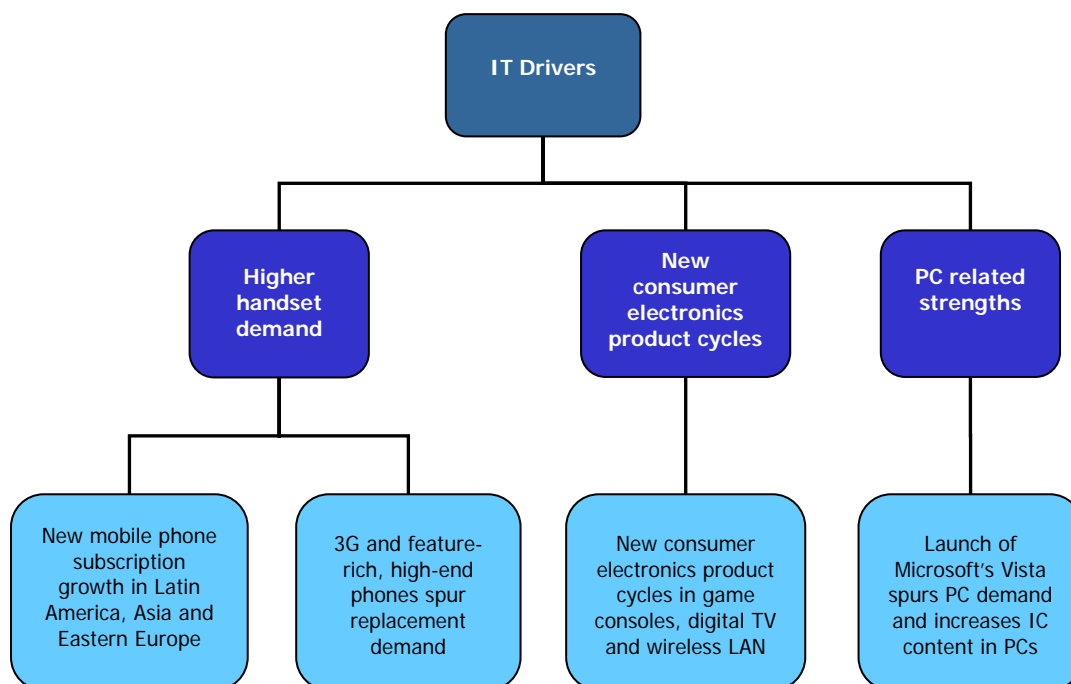 IT Drivers
Higher
handset
demand
New
consumer
electronics
product cycles
PC related
strengths
New mobile phone
subscription
growth in Latin
America, Asia and
Eastern Europe
3G and feature-
rich, high-end
phones spur
replacement
demand
New consumer
electronics product
cycles in game
consoles, digital TV
and wireless LAN
Launch of
Microsoft’s Vista
spurs PC demand
and increases IC
content in PCs